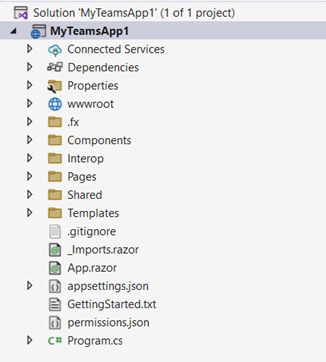 Solution 'MyTeamsApp1' (1 of 1 project)
MyTeamsApp1
Connected Services
Dependencies
Properties
wwwroot
.fx
Components
Interop
Pages
Shared
Templates
.gitignore
_Imports.razor
App.razor
appsettings.json
GettingStarted.txt
permissions.json
C# Program.cs